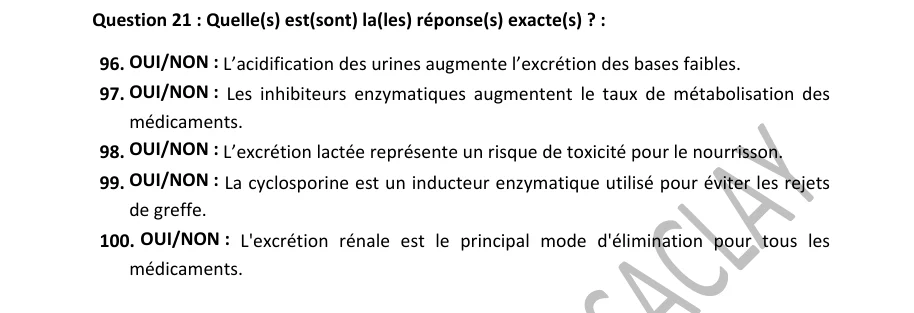 Question 21 : Quelle(s) est(sont) la(les) réponse(s) exacte(s) ? :
96. OUI/NON : L’acidification des urines augmente l’excrétion des bases faibles.
97. OUI/NON : Les inhibiteurs enzymatiques augmentent le taux de métabolisation des
médicaments.
98. OUI/NON : L’excrétion lactée représente un risque de toxicité pour le nourrisson.
99. OUI/NON : La cyclosporine est un inducteur enzymatique utilisé pour éviter les rejets
de greffe.
100. OUI/NON : L'excrétion rénale est le principal mode d'élimination pour tous les
médicaments.
SACLAY